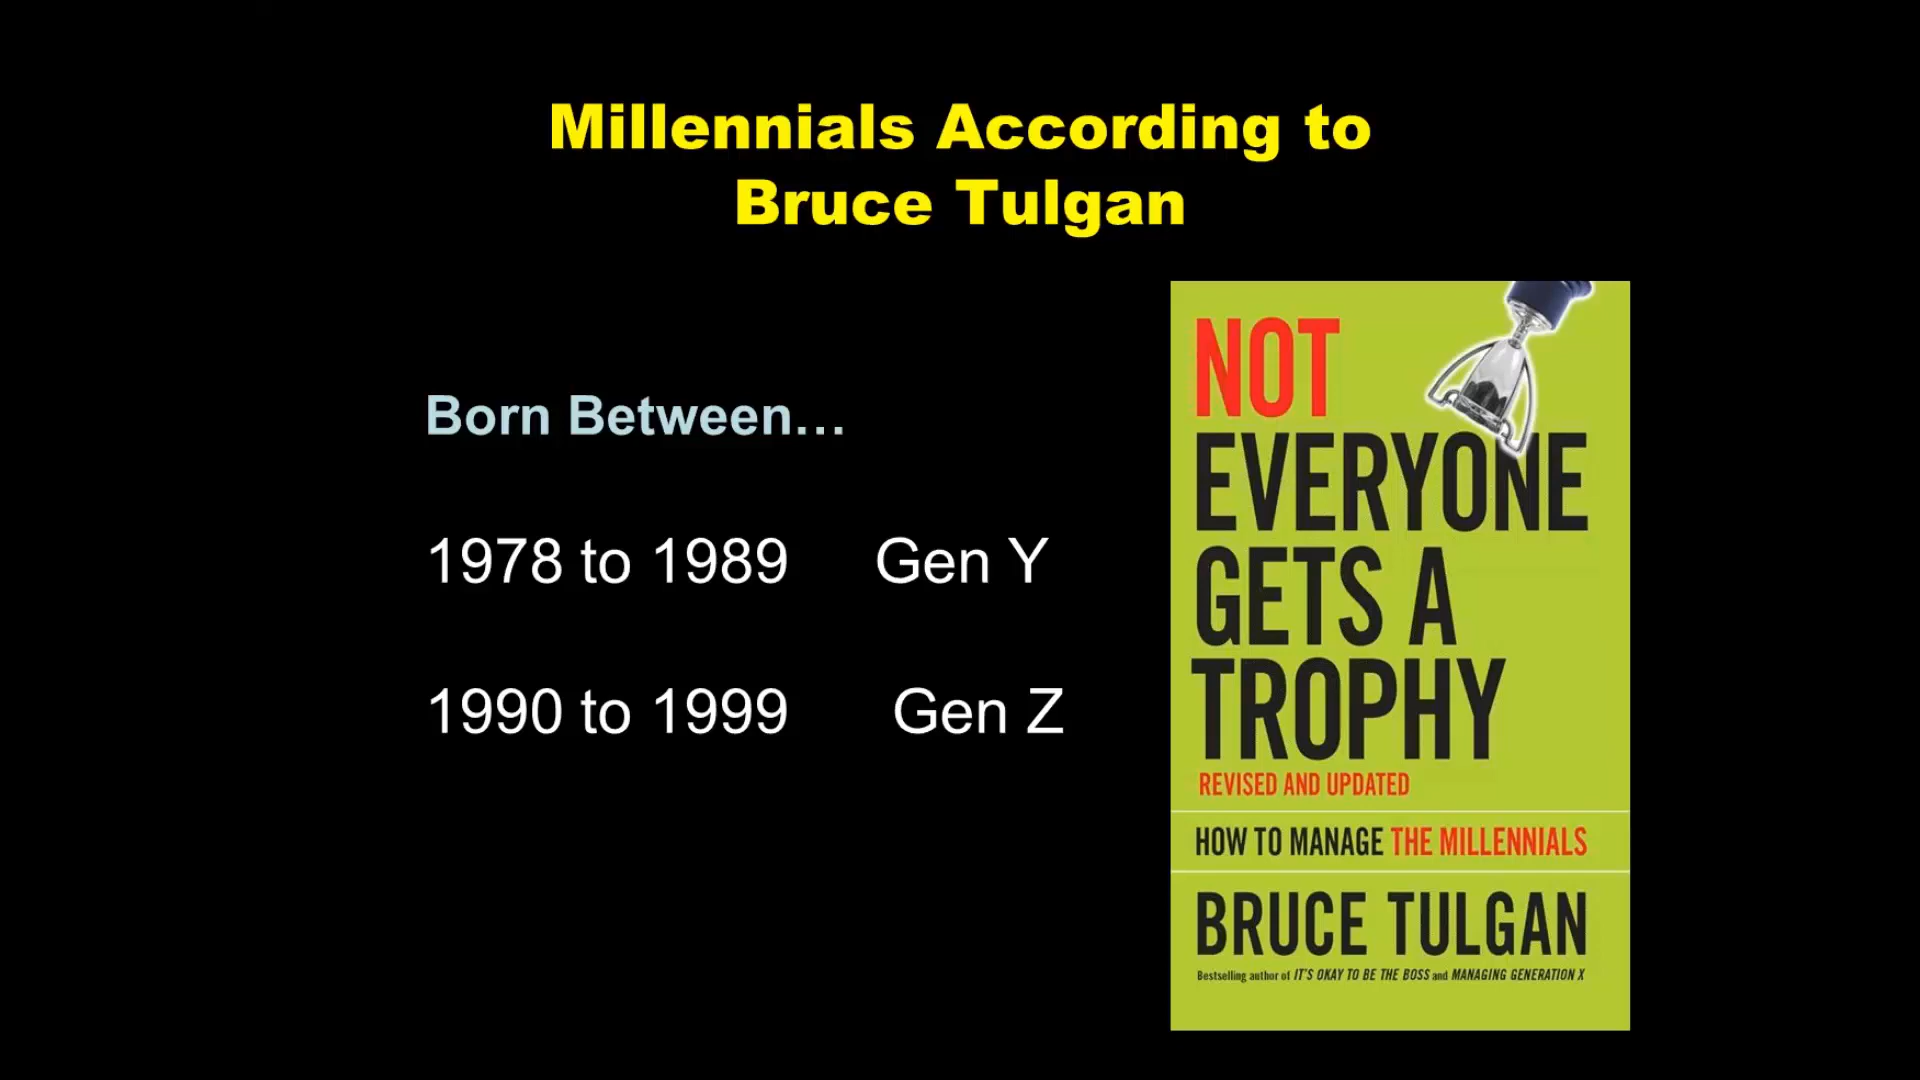 Millennials According to
Bruce Tulgan
Born Between…
1978 to 1989 Gen Y
1990 to 1999 Gen Z
NOT
EVERYONE
GETS A
TROPHY
REVISED AND UPDATED
HOW TO MANAGE THE MILLENNIALS
BRUCE TULGAN
Bestselling author of IT'S OKAY TO BE THE BOSS and MANAGING GENERATION X